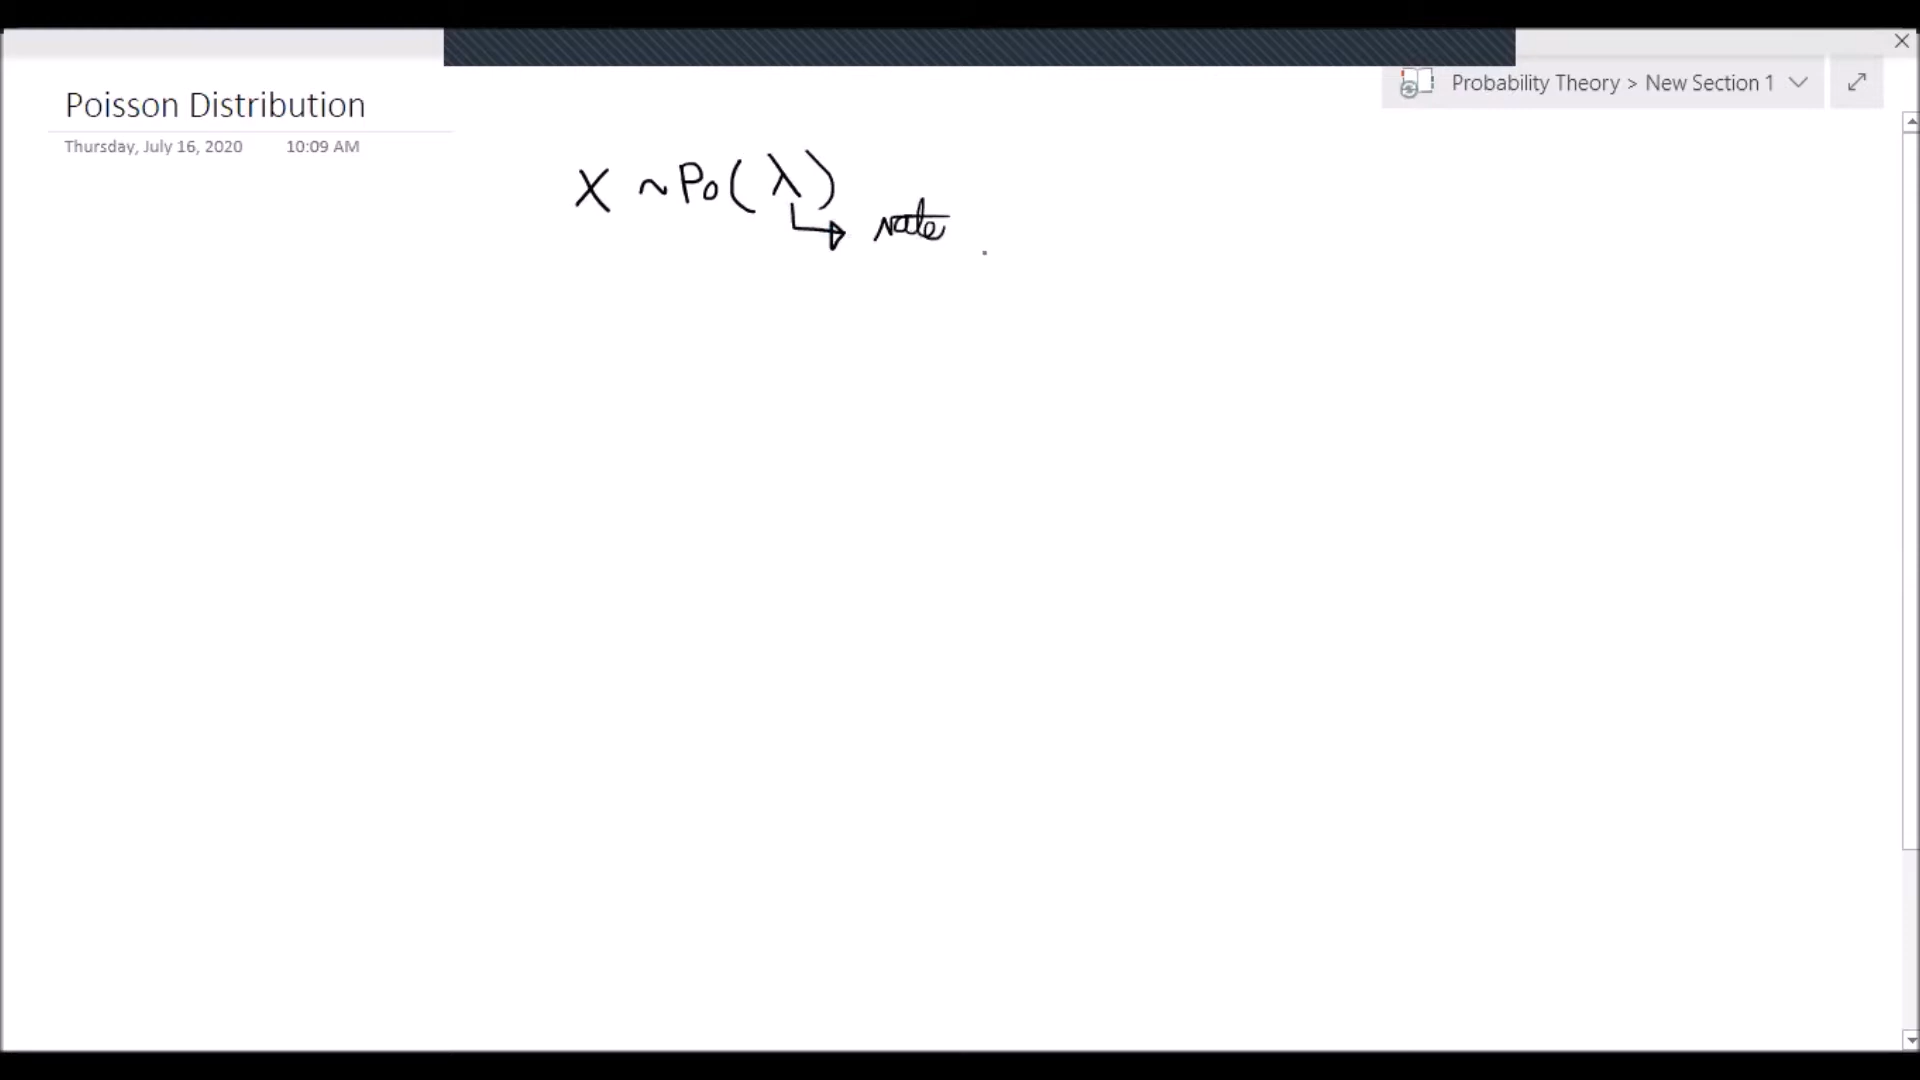 Probability Theory > New Section 1
Poisson Distribution
Thursday, July 16, 2020 10:09 AM
X ~ Po(λ)
rate